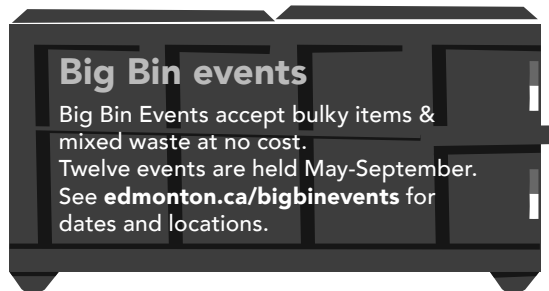 Big Bin events
Big Bin Events accept bulky items &
mixed waste at no cost.
Twelve events are held May-September.
See edmonton.ca/bigbinevents for
dates and locations.